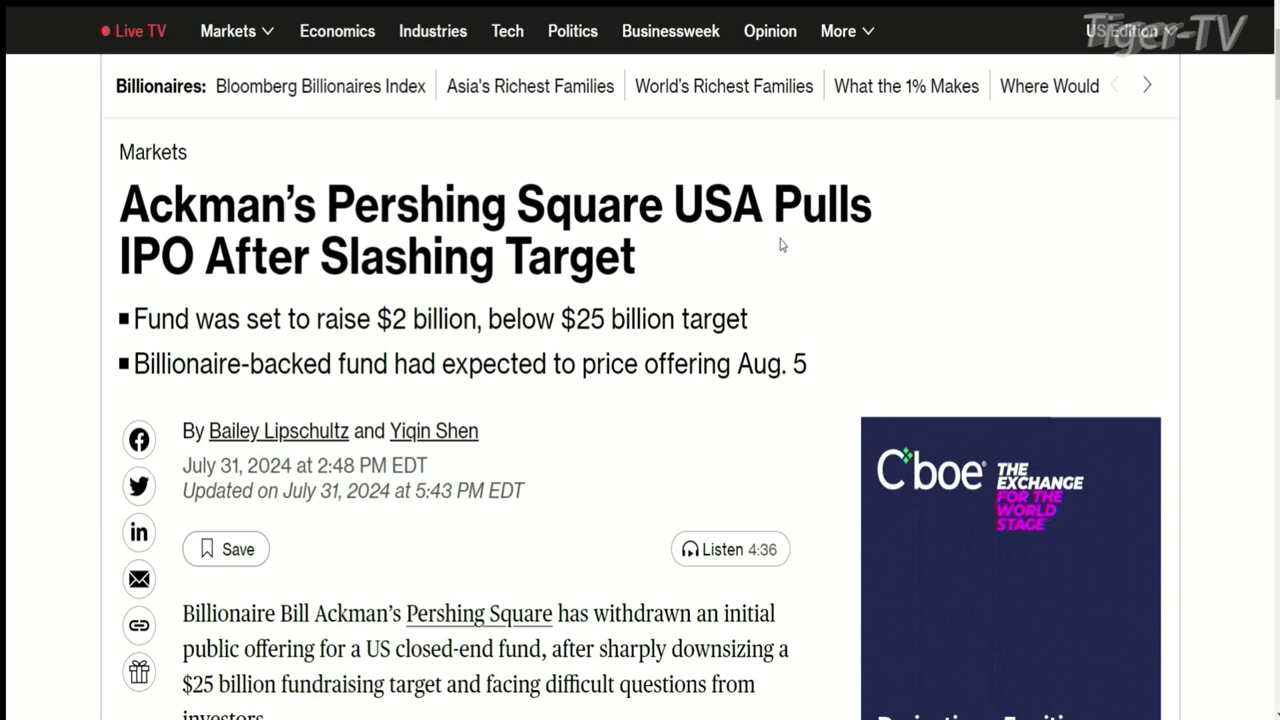 Live TV Markets Economics Industries Tech Politics Businessweek Opinion More US Edition
Tiger-TV
Billionaires: Bloomberg Billionaires Index Asia's Richest Families World's Richest Families What the 1% Makes Where Would
Markets
Ackman's Pershing Square USA Pulls
IPO After Slashing Target
Fund was set to raise $2 billion, below $25 billion target
Billionaire-backed fund had expected to price offering Aug. 5
By Bailey Lipschultz and Yiqin Shen
July 31, 2024 at 2:48 PM EDT
Updated on July 31, 2024 at 5:43 PM EDT
Save
Listen 4:36
Billionaire Bill Ackman's Pershing Square has withdrawn an initial
public offering for a US closed-end fund, after sharply downsizing a
$25 billion fundraising target and facing difficult questions from
investors
Cboe
THE
EXCHANGE
FOR THE
WORLD
STAGE